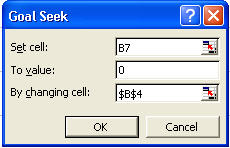 Goal Seek
Set cell: B7
To value: 0
By changing cell: $B$4
OK Cancel